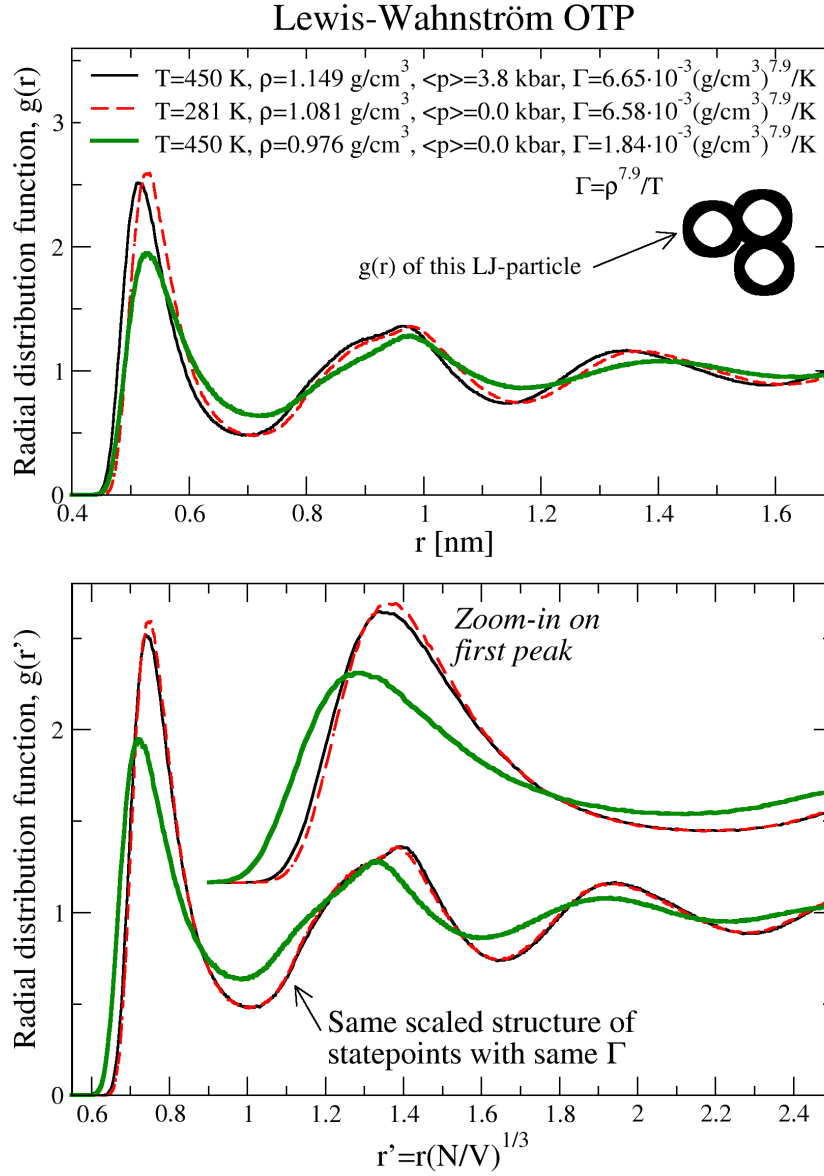 Lewis-Wahnström OTP
T=450 K, ρ=1.149 g/cm³, <p>=3.8 kbar, Γ=6.65·10⁻³(g/cm³)^7.9/K
T=281 K, ρ=1.081 g/cm³, <p>=0.0 kbar, Γ=6.58·10⁻³(g/cm³)^7.9/K
T=450 K, ρ=0.976 g/cm³, <p>=0.0 kbar, Γ=1.84·10⁻³(g/cm³)^7.9/K
Γ=ρ^7.9/T
g(r) of this LJ-particle
Radial distribution function, g(r)
3
2
1
0
0.4 0.6 0.8 1 1.2 1.4 1.6
r [nm]
Zoom-in on
first peak
Radial distribution function, g(r')
2
1
0
Same scaled structure of
statepoints with same Γ
0.6 0.8 1 1.2 1.4 1.6 1.8 2 2.2 2.4
r'=r(N/V)^1/3